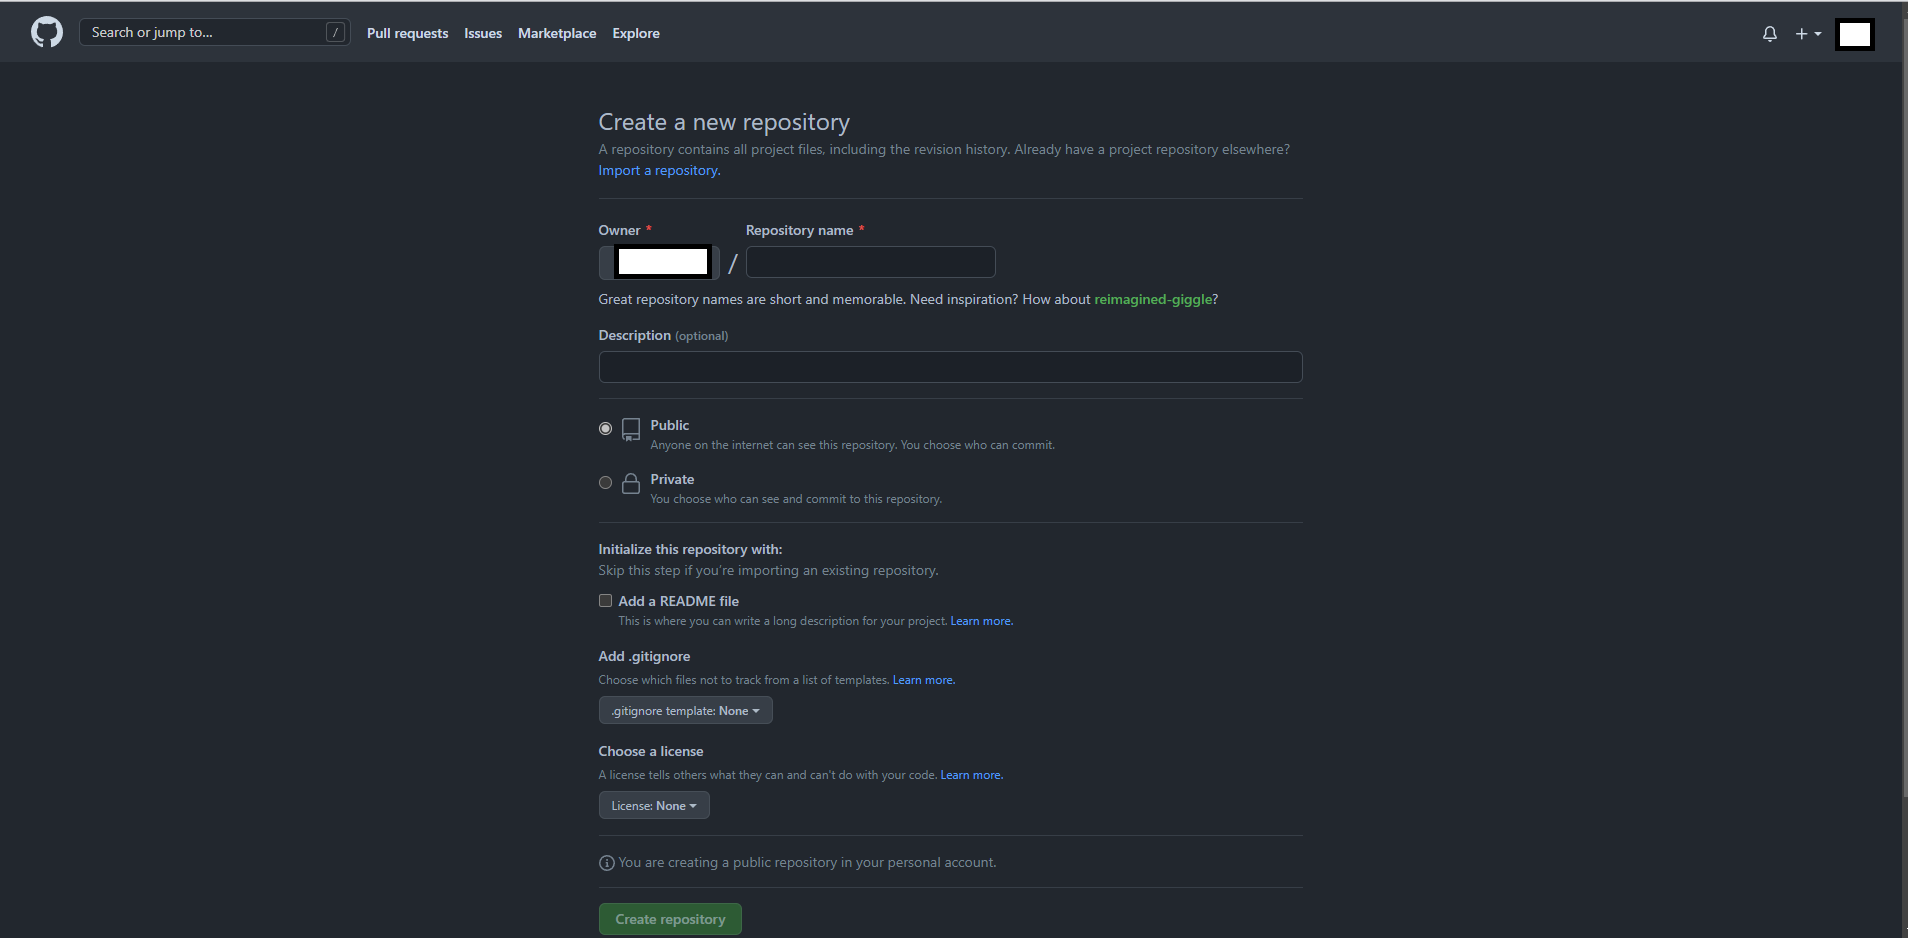 Search or jump to... /
Pull requests
Issues
Marketplace
Explore
Create a new repository
A repository contains all project files, including the revision history. Already have a project repository elsewhere?
Import a repository.
Owner * Repository name *
/
Great repository names are short and memorable. Need inspiration? How about reimagined-giggle?
Description (optional)
Public
Anyone on the internet can see this repository. You choose who can commit.
Private
You choose who can see and commit to this repository.
Initialize this repository with:
Skip this step if you’re importing an existing repository.
Add a README file
This is where you can write a long description for your project. Learn more.
Add .gitignore
Choose which files not to track from a list of templates. Learn more.
.gitignore template: None
Choose a license
A license tells others what they can and can't do with your code. Learn more.
License: None
You are creating a public repository in your personal account.
Create repository